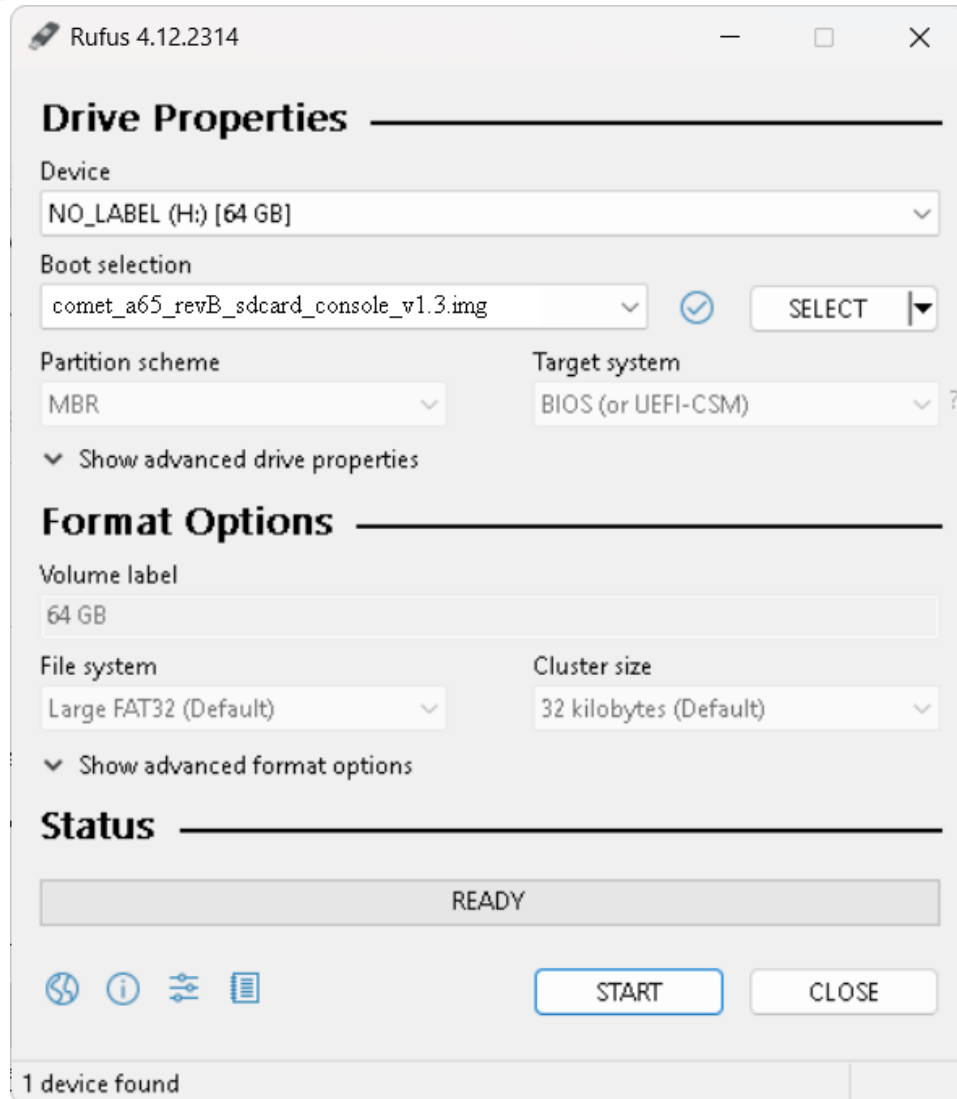 Rufus 4.12.2314
Drive Properties
Device
NO_LABEL (H:) [64 GB]
Boot selection
comet_a65_revB_sdcard_console_v1.3.img
SELECT
Partition scheme
Target system
MBR
BIOS (or UEFI-CSM)
?
Show advanced drive properties
Format Options
Volume label
64 GB
File system
Cluster size
Large FAT32 (Default)
32 kilobytes (Default)
Show advanced format options
Status
READY
START
CLOSE
1 device found